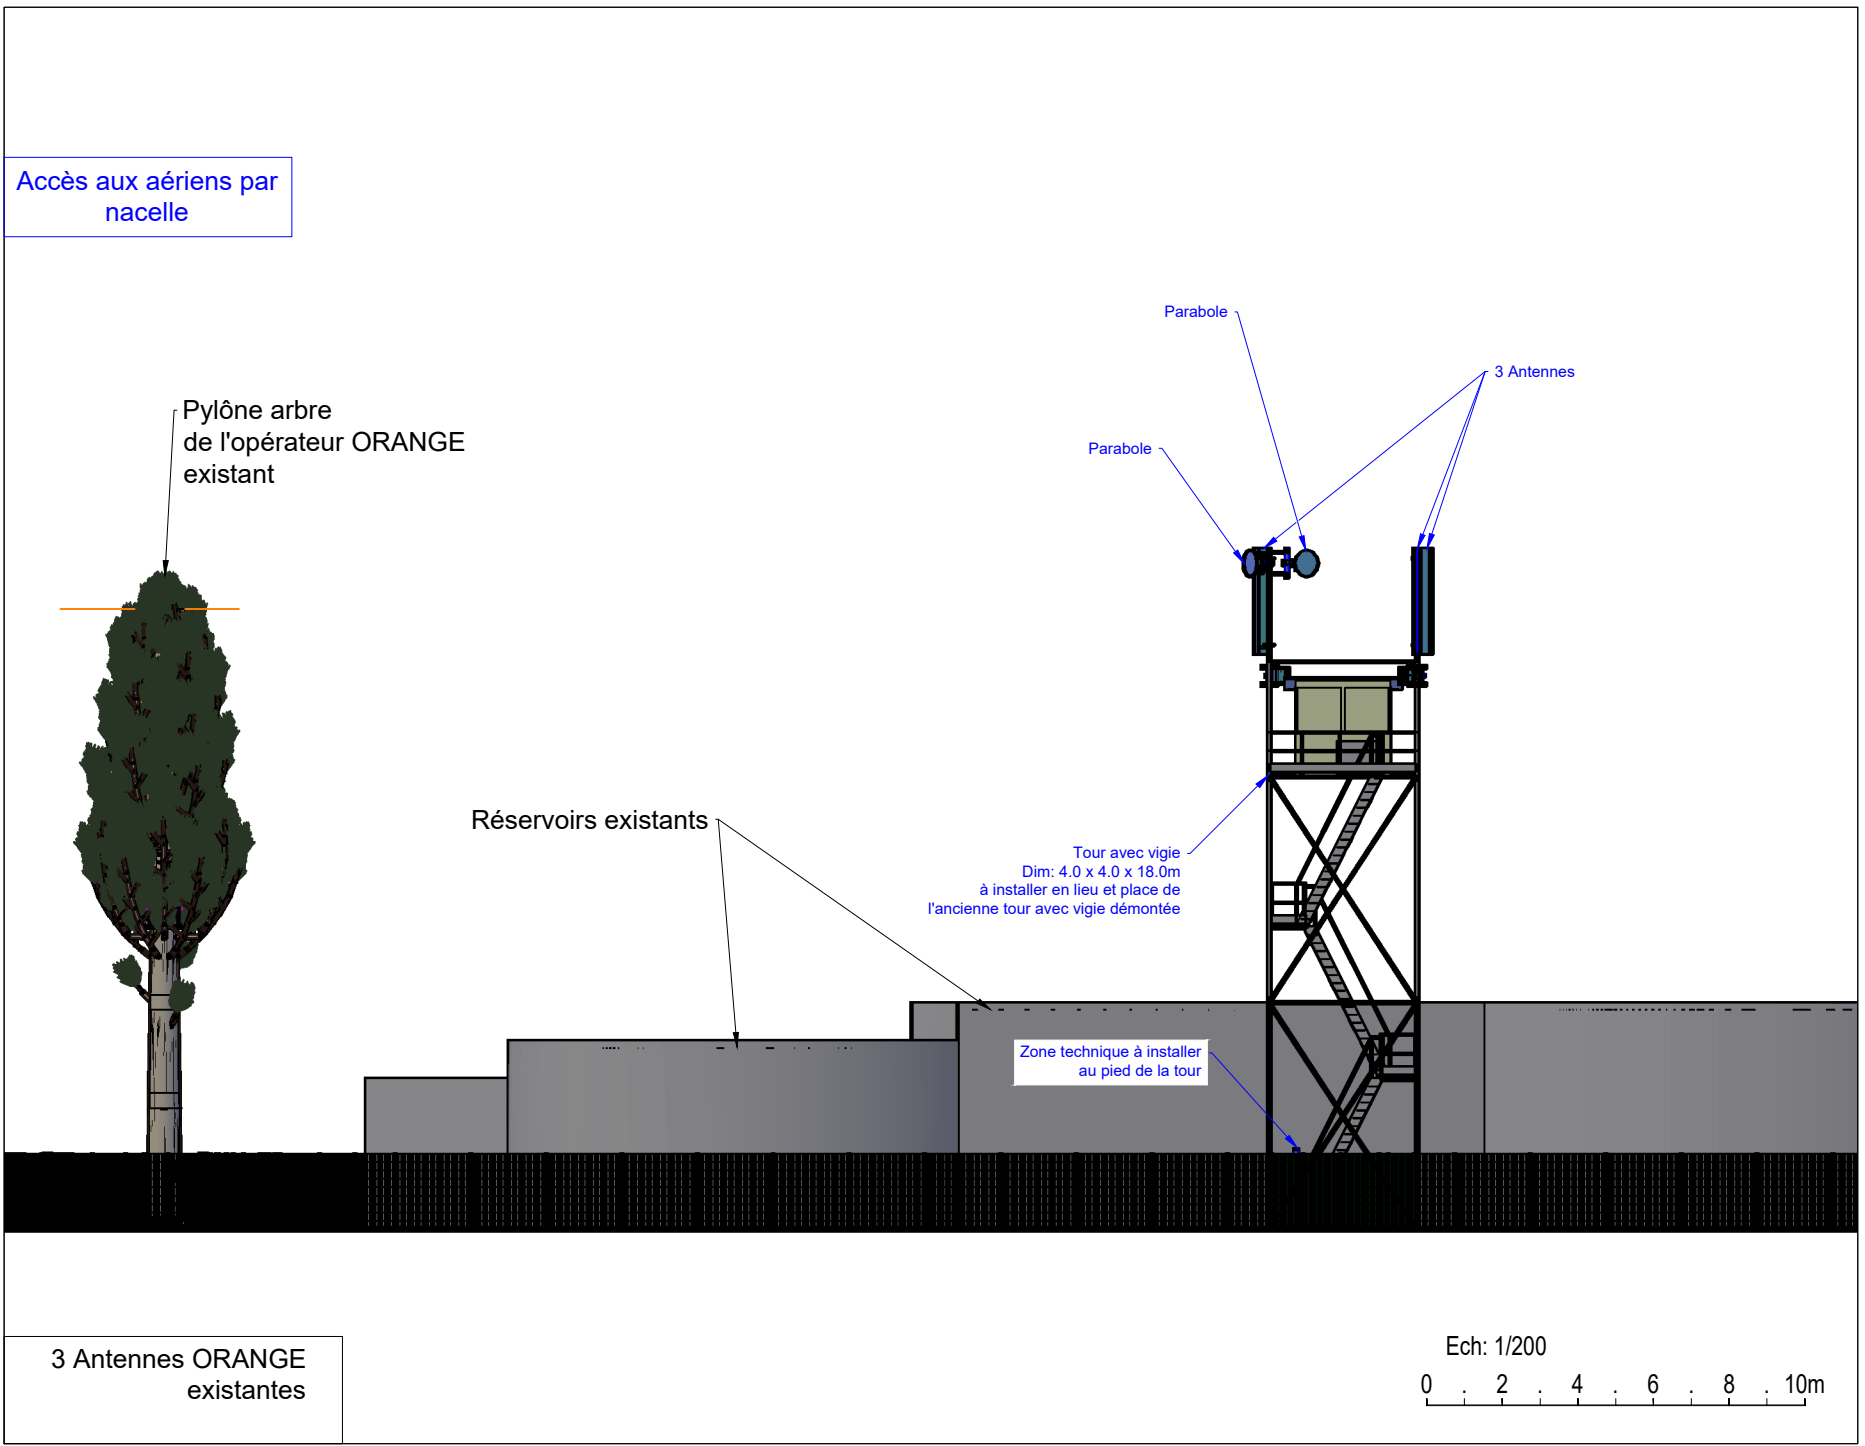 Accès aux aériens par
nacelle
Parabole
3 Antennes
Pylône arbre
de l'opérateur ORANGE
existant
Parabole
Réservoirs existants
Tour avec vigie
Dim: 4.0 x 4.0 x 18.0m
à installer en lieu et place de
l'ancienne tour avec vigie démontée
Zone technique à installer
au pied de la tour
3 Antennes ORANGE
existantes
Ech: 1/200
0 . 2 . 4 . 6 . 8 . 10m